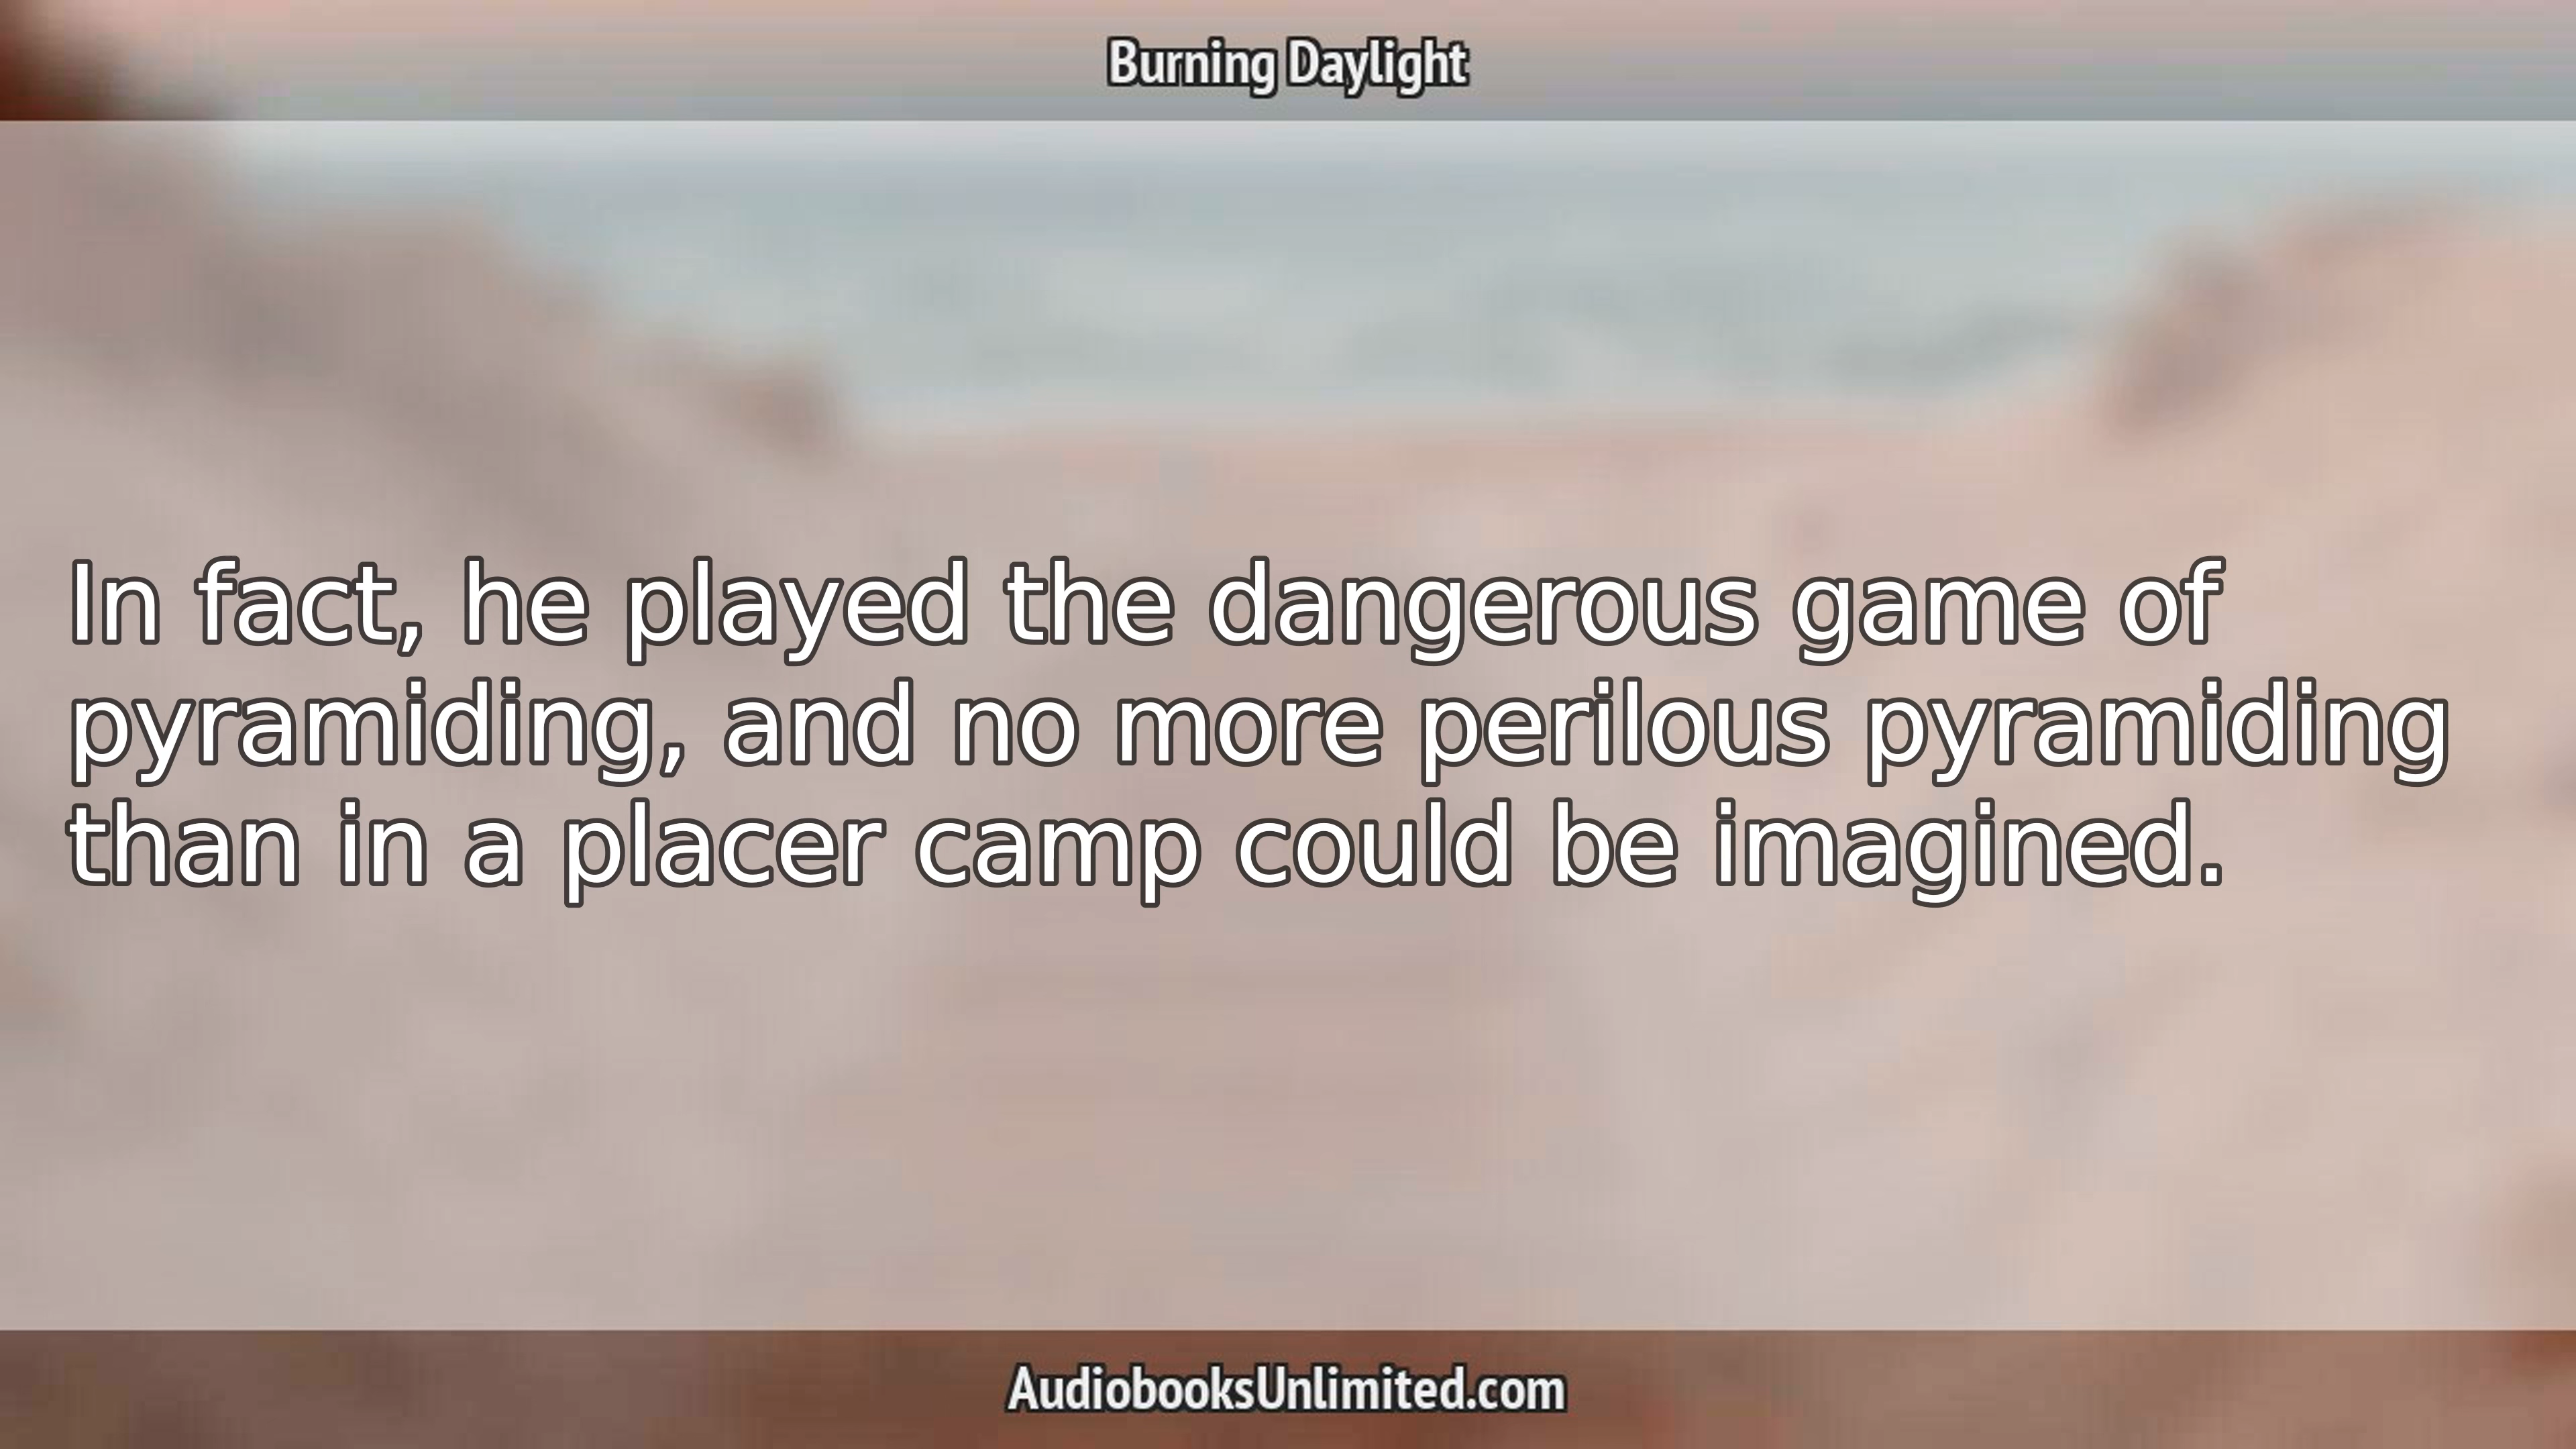 Burning Daylight
In fact, he played the dangerous game of
pyramiding, and no more perilous pyramiding
than in a placer camp could be imagined.
AudiobooksUnlimited.com